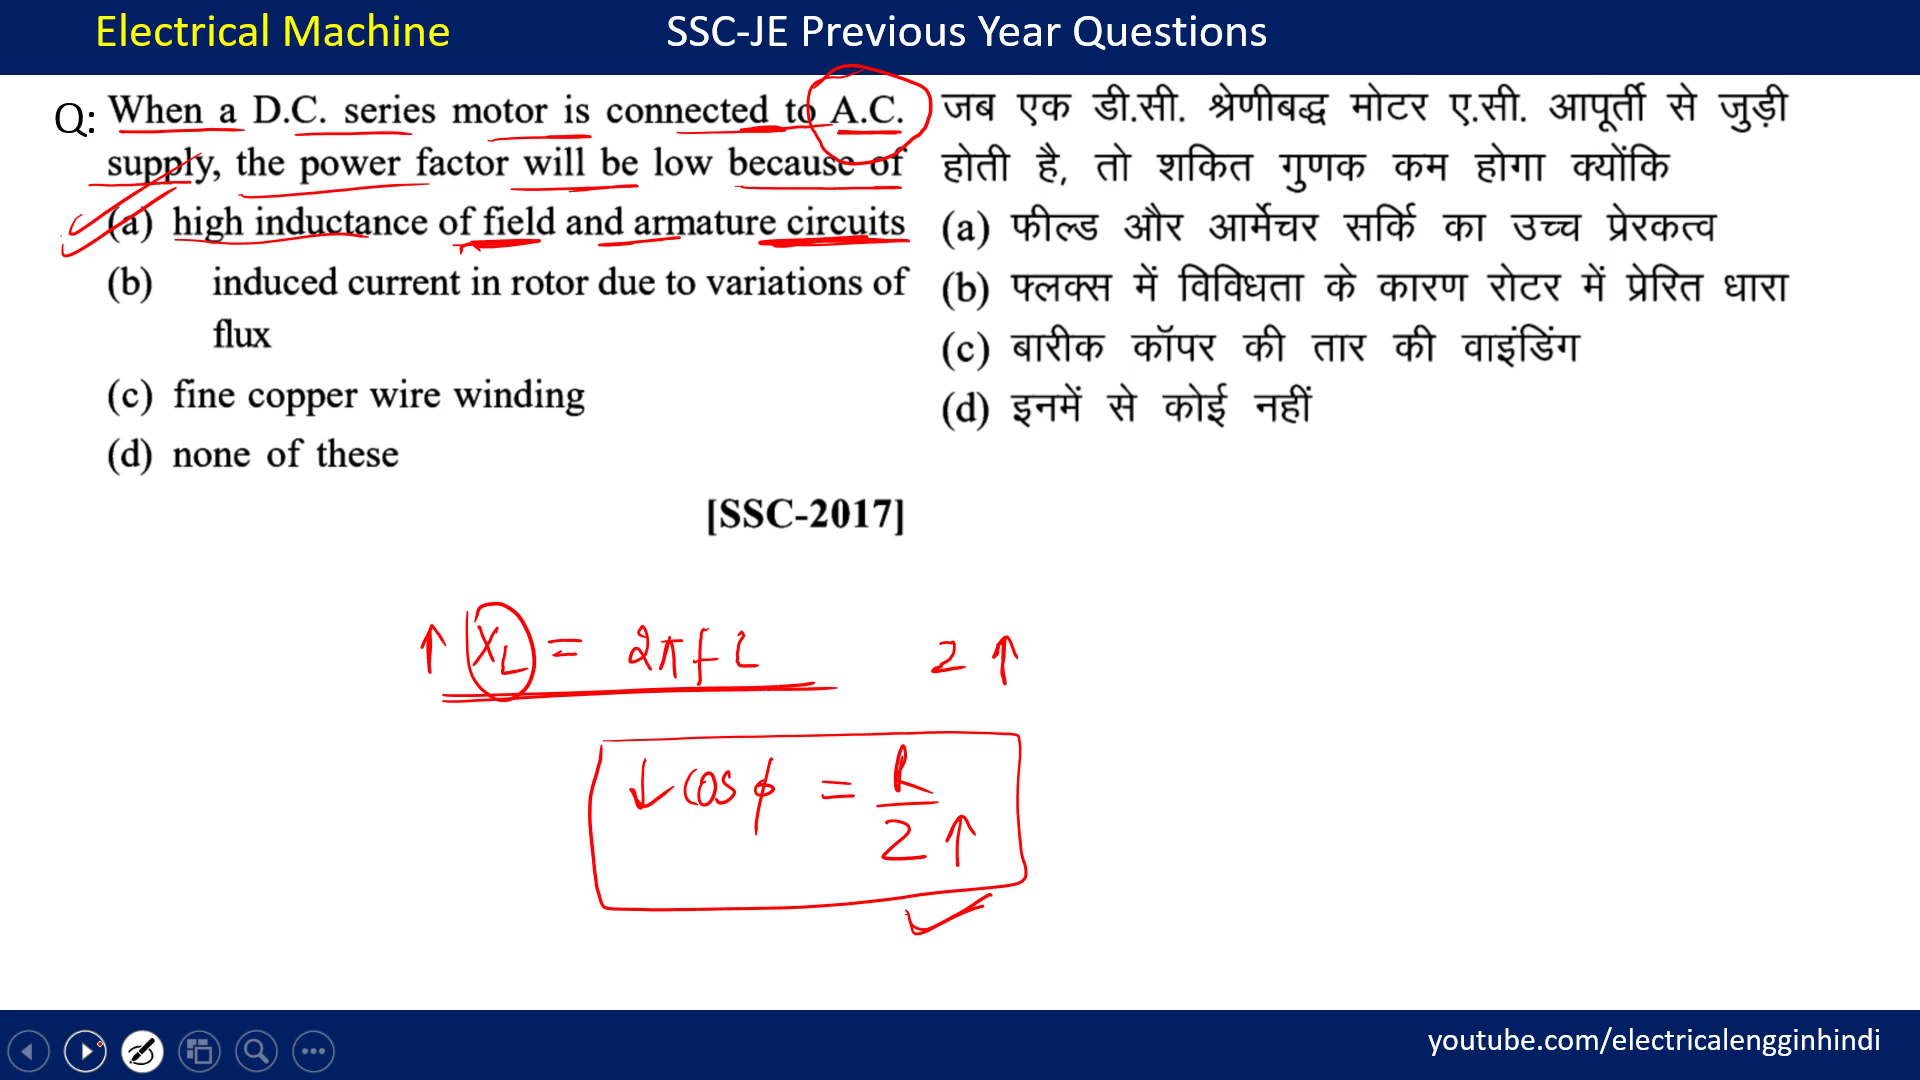 Electrical Machine
SSC-JE Previous Year Questions
Q: When a D.C. series motor is connected to A.C.
supply, the power factor will be low because of
(a) high inductance of field and armature circuits
(b) induced current in rotor due to variations of
flux
(c) fine copper wire winding
(d) none of these
[SSC-2017]
जब एक डी.सी. श्रेणीबद्ध मोटर ए.सी. आपूर्ती से जुड़ी
होती है, तो शकित गुणक कम होगा क्योंकि
(a) फील्ड और आर्मेचर सर्कि का उच्च प्रेरकत्व
(b) फ्लक्स में विविधता के कारण रोटर में प्रेरित धारा
(c) बारीक कॉपर की तार की वाइंडिंग
(d) इनमें से कोई नहीं
↑ X_L = 2πfL Z ↑
↓ cos φ = R/Z ↑
youtube.com/electricalengginhindi